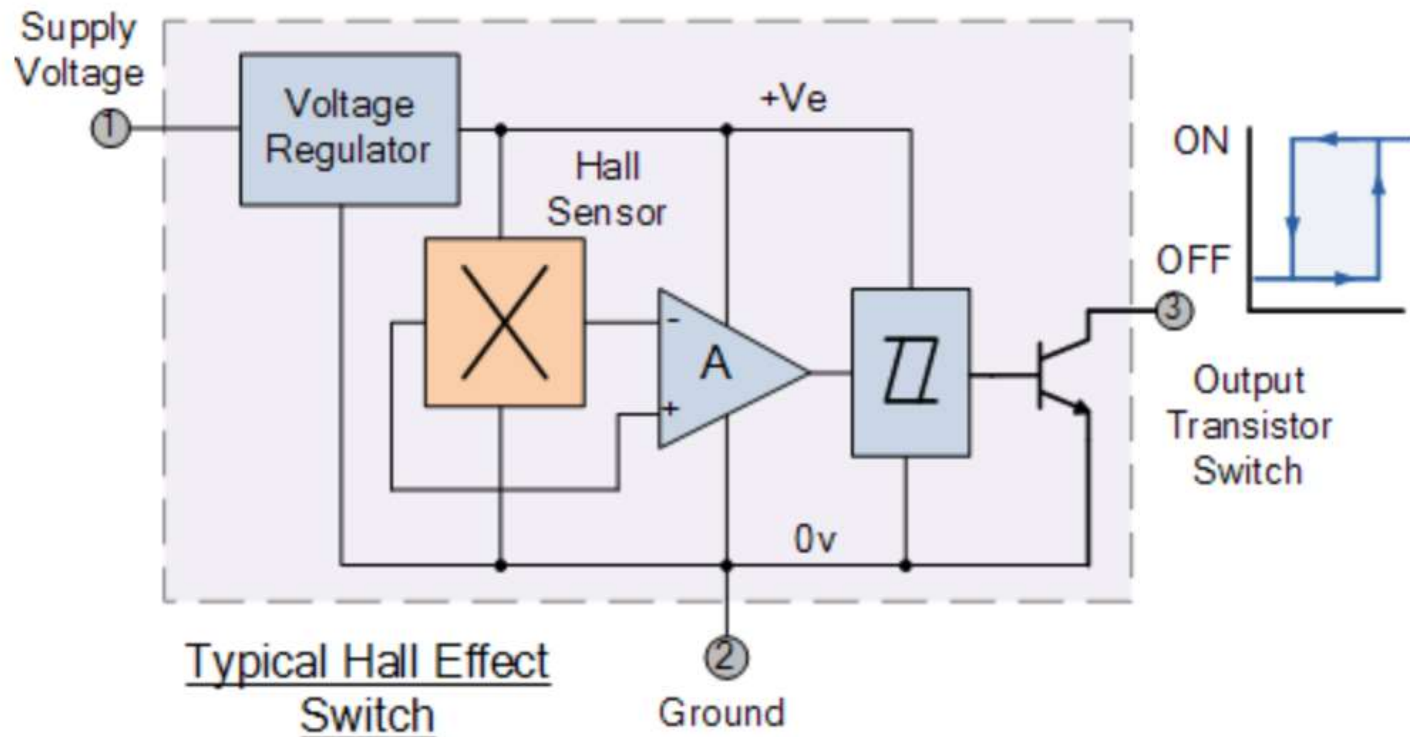 Supply
Voltage
1
Voltage
Regulator
+Ve
Hall
Sensor
-
+
A
0v
ON
OFF
3
Output
Transistor
Switch
Typical Hall Effect
Switch
2
Ground